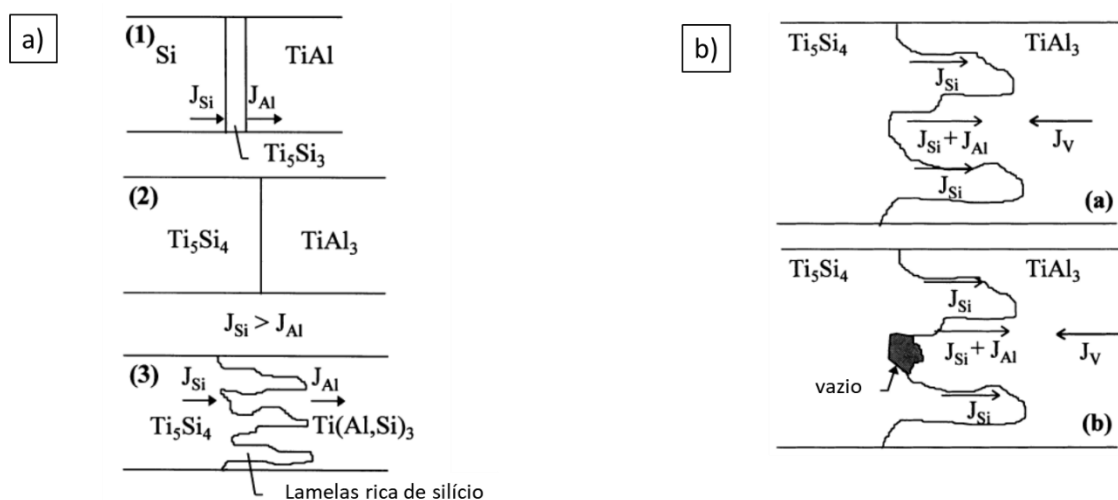 a)
(1)
Si TiAl
J_Si J_Al
Ti₅Si₃
(2)
Ti₅Si₄ TiAl₃
J_Si > J_Al
(3)
J_Si J_Al
Ti₅Si₄ Ti(Al,Si)₃
Lamelas rica de silício
b)
Ti₅Si₄ TiAl₃
J_Si
J_Si + J_Al J_V
J_Si
(a)
Ti₅Si₄ TiAl₃
J_Si
J_Si + J_Al J_V
vazio
J_Si
(b)